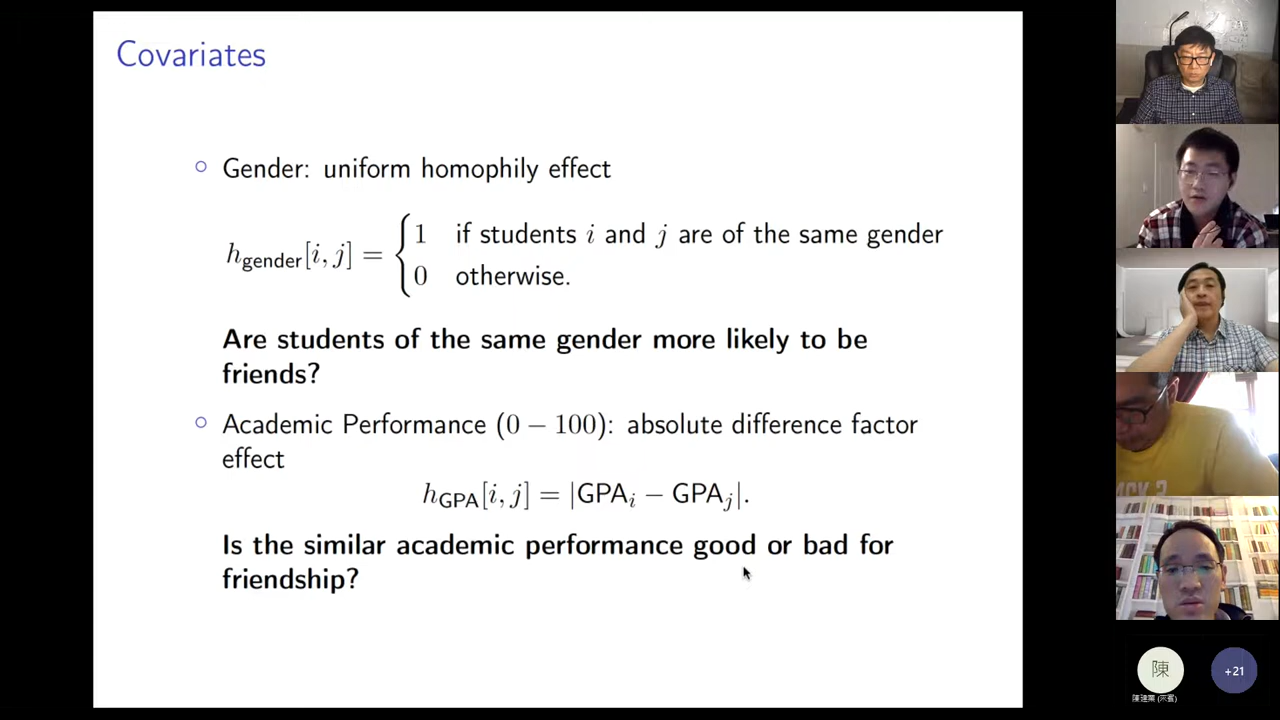 Covariates
Gender: uniform homophily effect
h_gender[i, j] = { 1 if students i and j are of the same gender
0 otherwise.
Are students of the same gender more likely to be
friends?
Academic Performance (0 − 100): absolute difference factor
effect
h_GPA[i, j] = |GPA_i − GPA_j|.
Is the similar academic performance good or bad for
friendship?
陳
+21